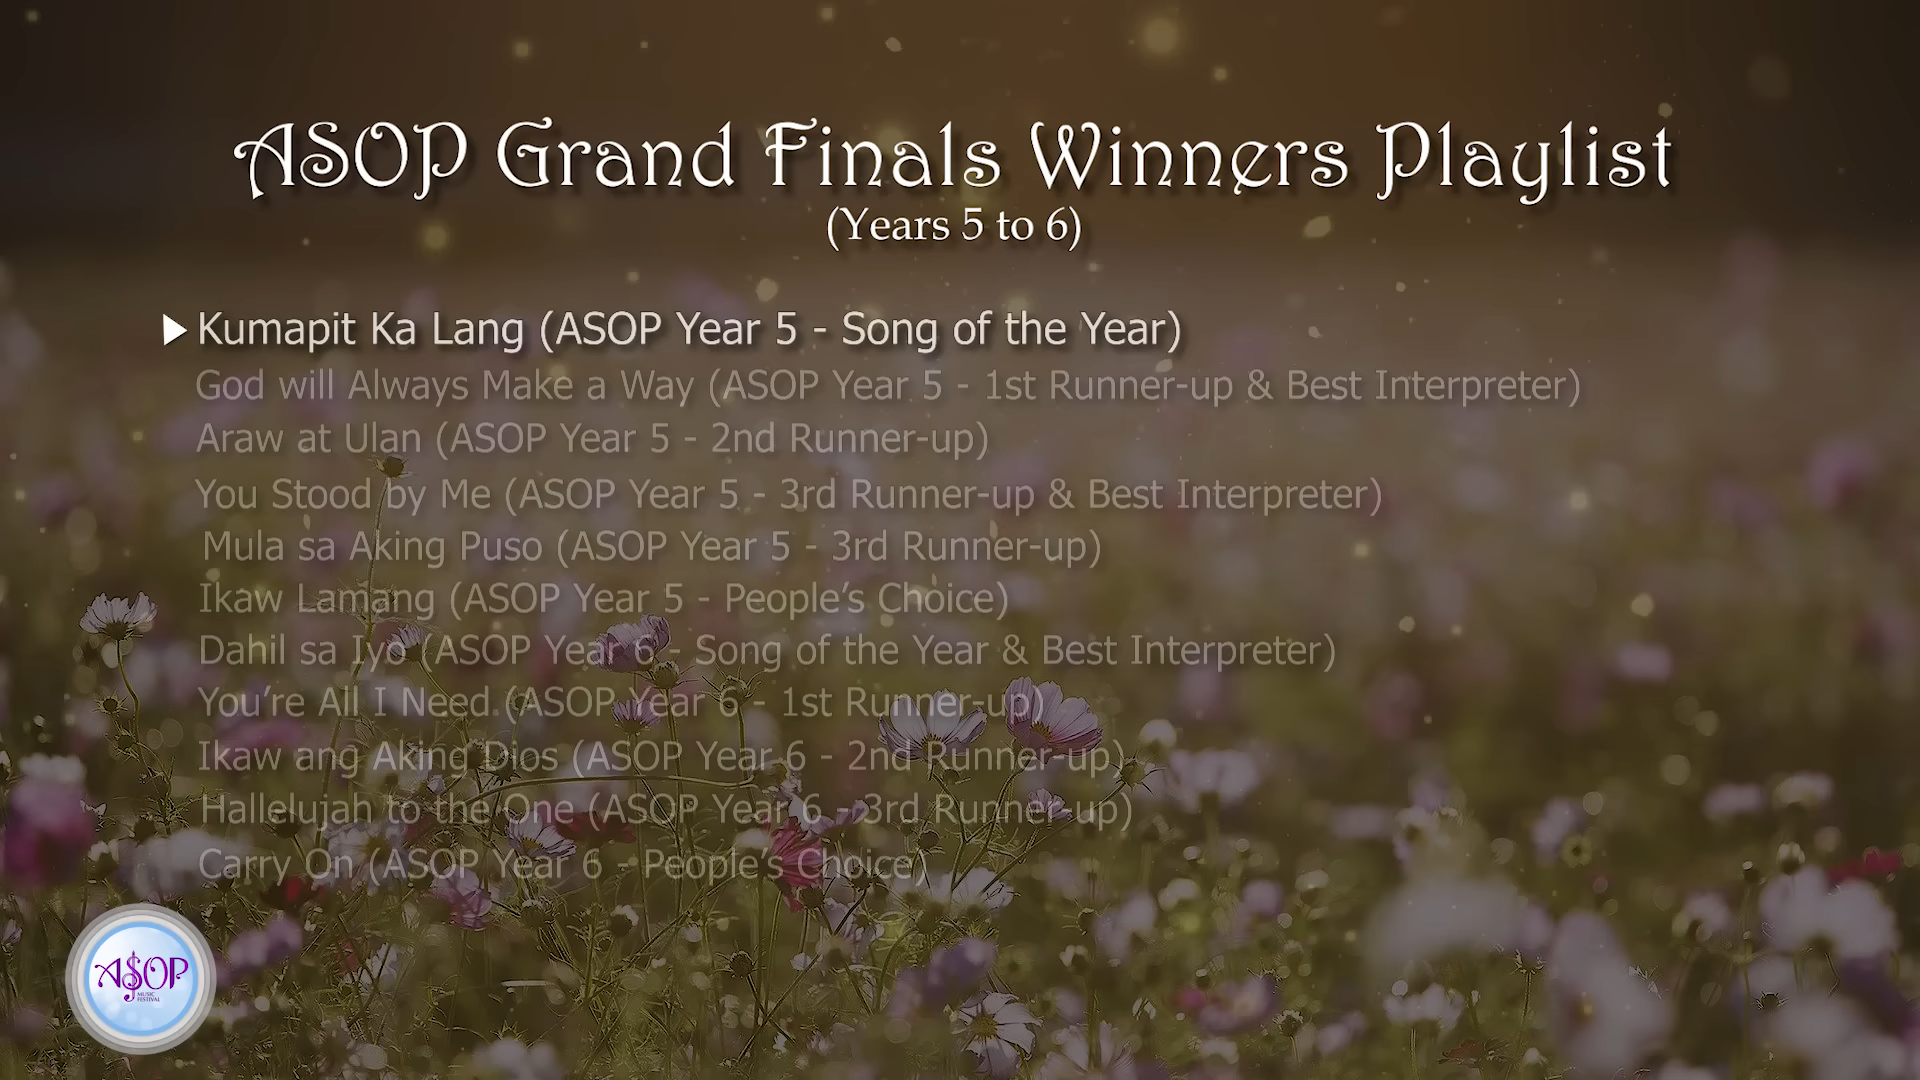 ASOP Grand Finals Winners Playlist
(Years 5 to 6)
Kumapit Ka Lang (ASOP Year 5 - Song of the Year)
God will Always Make a Way (ASOP Year 5 - 1st Runner-up & Best Interpreter)
Araw at Ulan (ASOP Year 5 - 2nd Runner-up)
You Stood by Me (ASOP Year 5 - 3rd Runner-up & Best Interpreter)
Mula sa Aking Puso (ASOP Year 5 - 3rd Runner-up)
Ikaw Lamang (ASOP Year 5 - People’s Choice)
Dahil sa Iyo (ASOP Year 6 - Song of the Year & Best Interpreter)
You’re All I Need (ASOP Year 6 - 1st Runner-up)
Ikaw ang Aking Dios (ASOP Year 6 - 2nd Runner-up)
Hallelujah to the One (ASOP Year 6 - 3rd Runner-up)
Carry On (ASOP Year 6 - People’s Choice)
ASOP
MUSIC
FESTIVAL